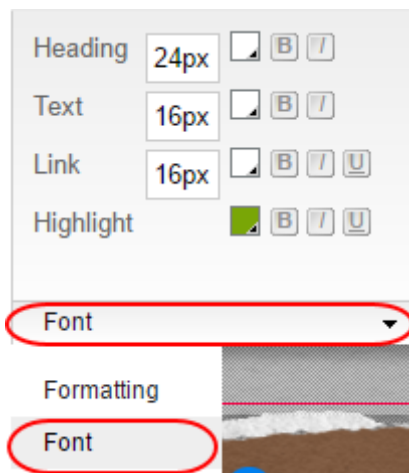 Heading 24px B I
Text 16px B I
Link 16px B I U
Highlight B I U
Font
Formatting
Font